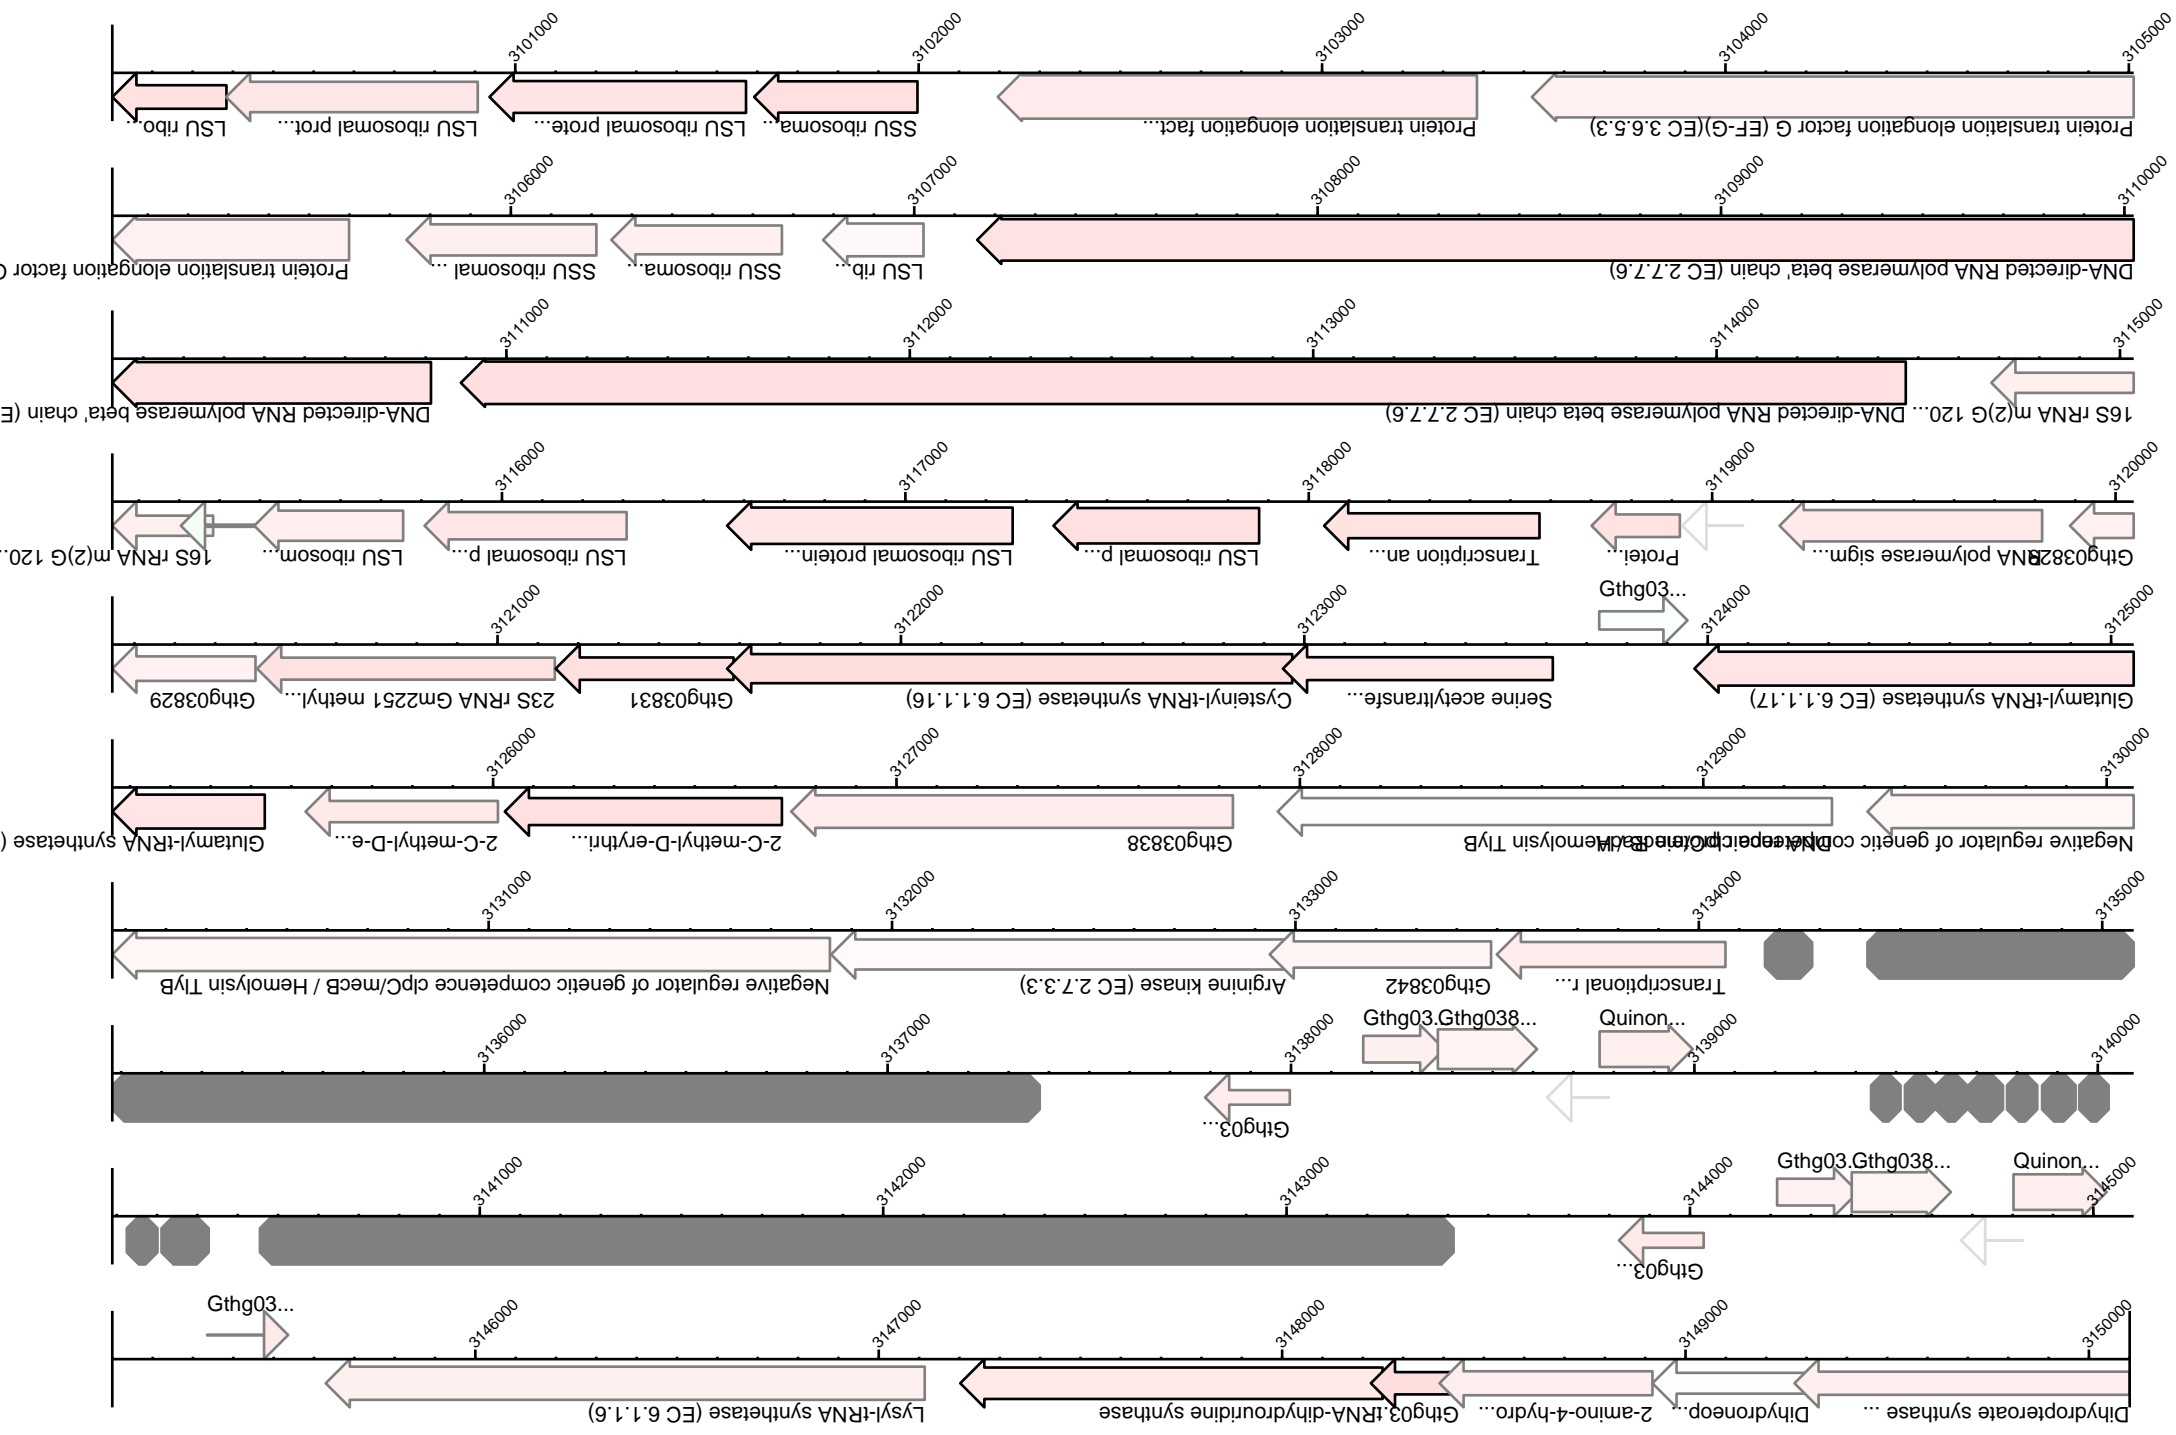 3101000 3102000 3103000 3104000 3105000
LSU ribo... LSU ribosomal prot... LSU ribosomal prote... SSU ribosoma... Protein translation elongation fact... Protein translation elongation factor G (EF-G)(EC 3.6.5.3)
3106000 3107000 3108000 3109000 3110000
Protein translation elongation factor SSU ribosomal ... SSU ribosoma... LSU rib... DNA-directed RNA polymerase beta' chain (EC 2.7.7.6)
3111000 3112000 3113000 3114000 3115000
DNA-directed RNA polymerase beta' chain (E DNA-directed RNA polymerase beta chain (EC 2.7.7.6) 16S rRNA m(2)G 120...
3116000 3117000 3118000 3119000 3120000
16S rRNA m(2)G 120... LSU ribosom... LSU ribosomal p... LSU ribosomal protein... LSU ribosomal p... Transcription an... Protei... RNA polymerase sigm... Gthg03829
Gthg03...
3121000 3122000 3123000 3124000 3125000
Gthg03829 23S rRNA Gm2251 methyl... Gthg03831 Cysteinyl-tRNA synthetase (EC 6.1.1.16) Serine acetyltransfe... Glutamyl-tRNA synthetase (EC 6.1.1.17)
3126000 3127000 3128000 3129000 3130000
Glutamyl-tRNA synthetase ( 2-C-methyl-D-e... 2-C-methyl-D-erythri... Gthg03838 DNA repair protein RadA Negative regulator of genetic competence clpC/mecB / Hemolysin TlyB
3131000 3132000 3133000 3134000 3135000
Negative regulator of genetic competence clpC/mecB / Hemolysin TlyB Arginine kinase (EC 2.7.3.3) Gthg03842 Transcriptional r...
Gthg03. Gthg038... Quinon...
3136000 3137000 3138000 3139000 3140000
Gthg03...
Gthg03. Gthg038... Quinon...
3141000 3142000 3143000 3144000 3145000
Gthg03...
Gthg03...
3146000 3147000 3148000 3149000 3150000
Lysyl-tRNA synthetase (EC 6.1.1.6) tRNA-dihydrouridine synthase Gthg03. 2-amino-4-hydro... Dihydroneop... Dihydropteroate synthase ...